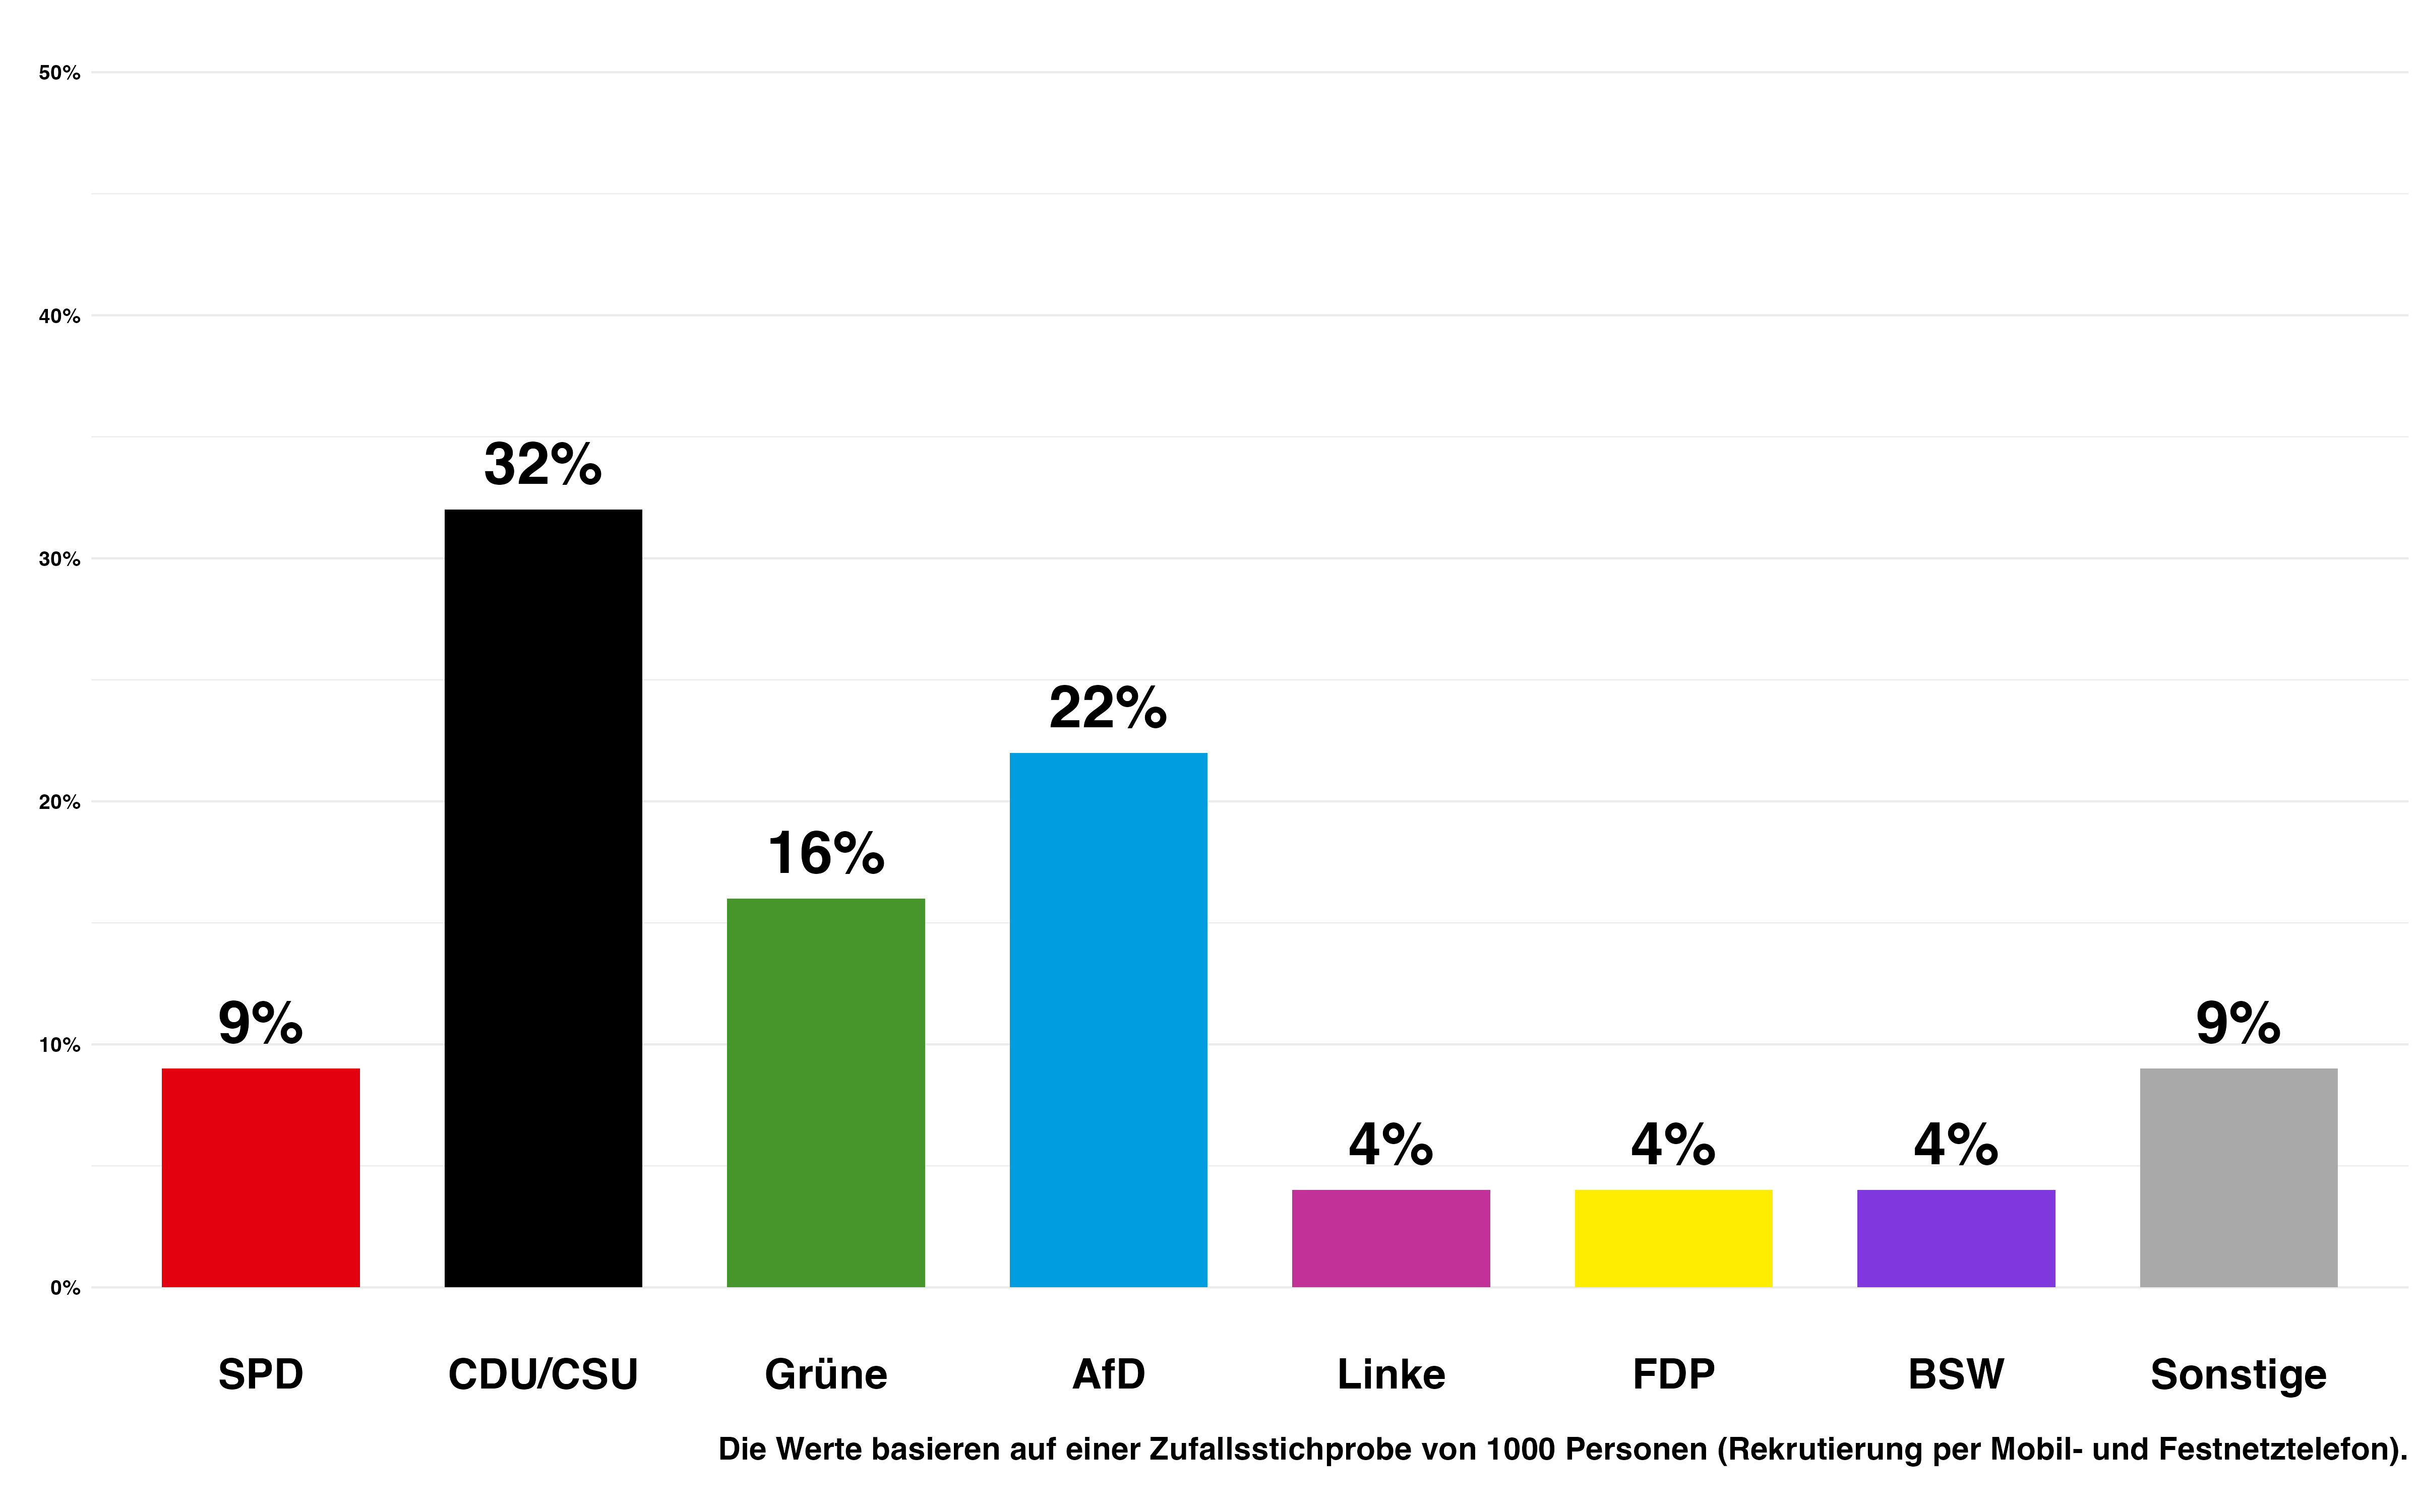 50%
40%
30%
20%
10%
0%
9%
32%
16%
22%
4%
4%
4%
9%
SPD
CDU/CSU
Grüne
AfD
Linke
FDP
BSW
Sonstige
Die Werte basieren auf einer Zufallsstichprobe von 1000 Personen (Rekrutierung per Mobil- und Festnetztelefon).